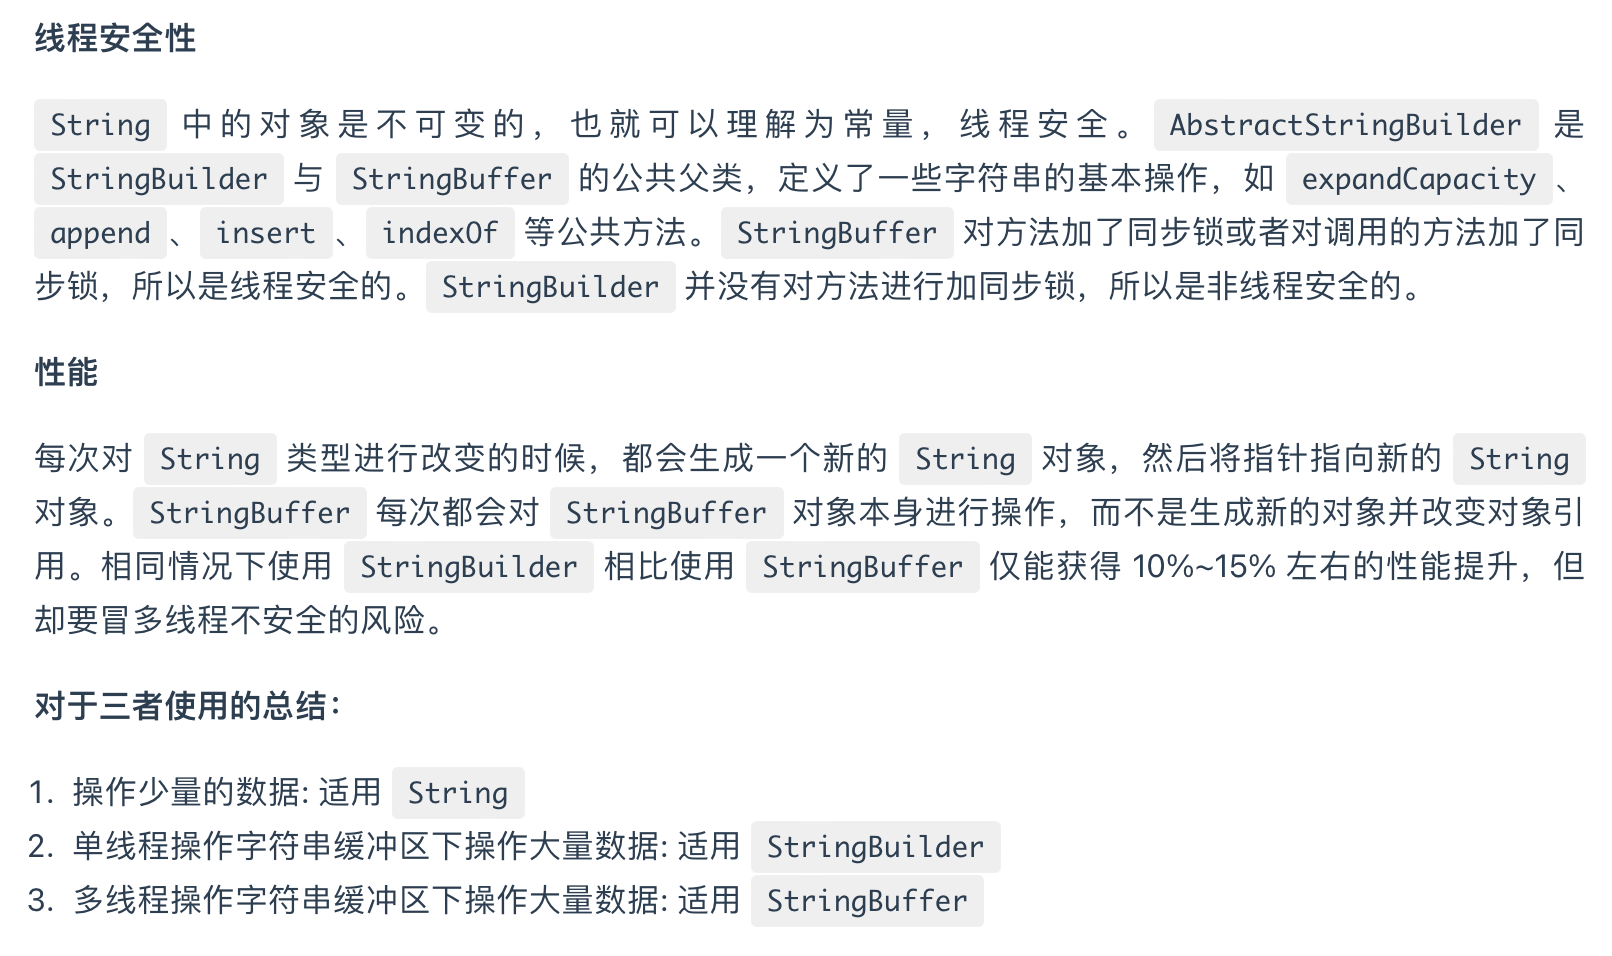 线程安全性
String 中的对象是不可变的，也就可以理解为常量，线程安全。AbstractStringBuilder 是
StringBuilder 与 StringBuffer 的公共父类，定义了一些字符串的基本操作，如 expandCapacity 、
append 、 insert 、 indexOf 等公共方法。StringBuffer 对方法加了同步锁或者对调用的方法加了同
步锁，所以是线程安全的。StringBuilder 并没有对方法进行加同步锁，所以是非线程安全的。
性能
每次对 String 类型进行改变的时候，都会生成一个新的 String 对象，然后将指针指向新的 String
对象。StringBuffer 每次都会对 StringBuffer 对象本身进行操作，而不是生成新的对象并改变对象引
用。相同情况下使用 StringBuilder 相比使用 StringBuffer 仅能获得 10%~15% 左右的性能提升，但
却要冒多线程不安全的风险。
对于三者使用的总结：
1. 操作少量的数据: 适用 String
2. 单线程操作字符串缓冲区下操作大量数据: 适用 StringBuilder
3. 多线程操作字符串缓冲区下操作大量数据: 适用 StringBuffer